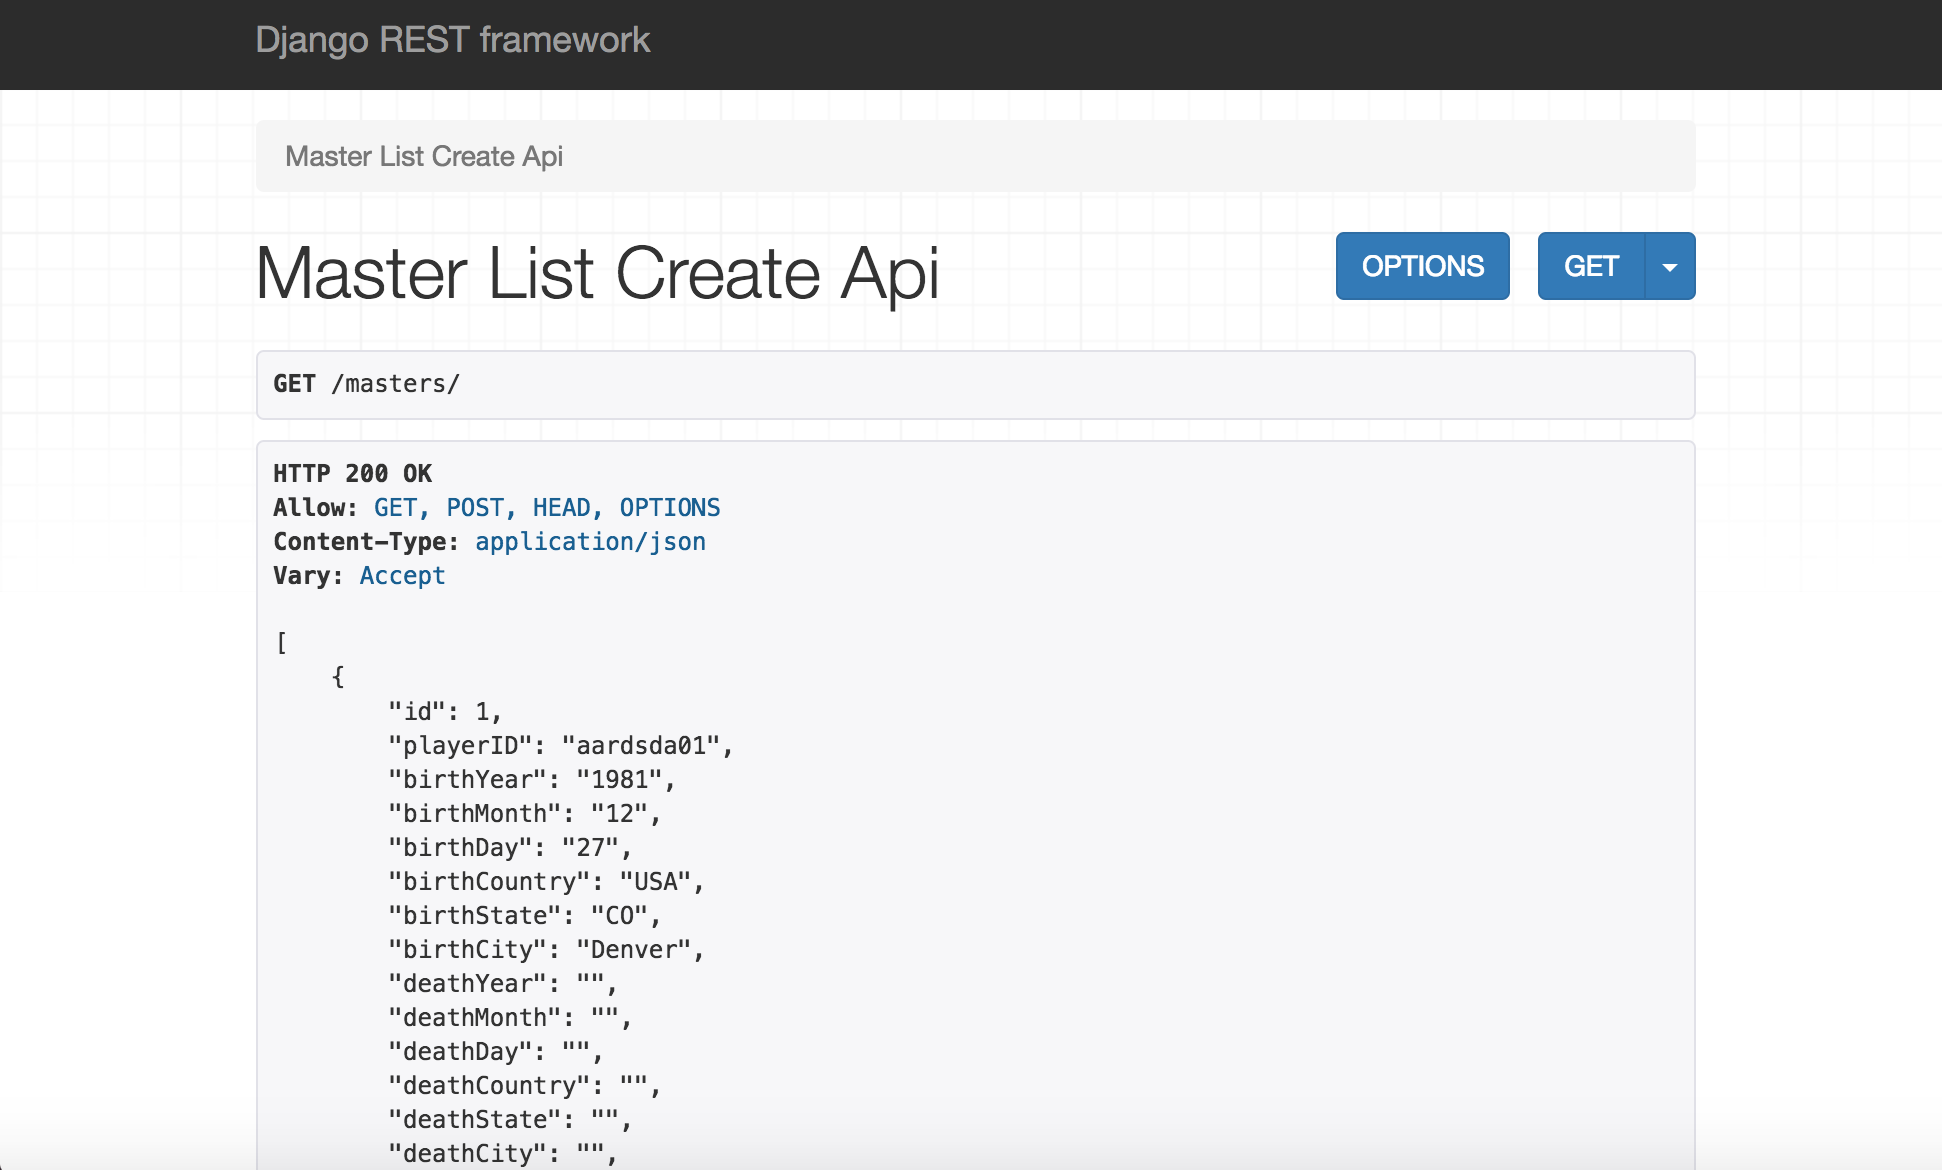 Django REST framework
Master List Create Api
Master List Create Api
OPTIONS
GET
GET /masters/
HTTP 200 OK
Allow: GET, POST, HEAD, OPTIONS
Content-Type: application/json
Vary: Accept
[
{
"id": 1,
"playerID": "aardsda01",
"birthYear": "1981",
"birthMonth": "12",
"birthDay": "27",
"birthCountry": "USA",
"birthState": "CO",
"birthCity": "Denver",
"deathYear": "",
"deathMonth": "",
"deathDay": "",
"deathCountry": "",
"deathState": "",
"deathCity": "",